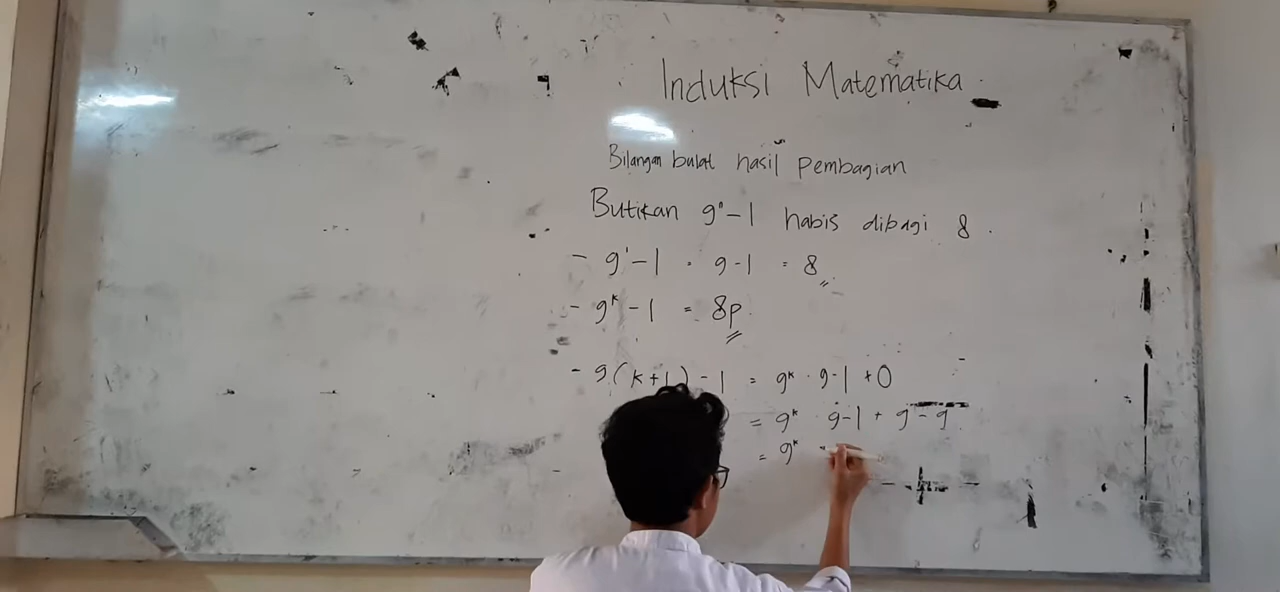 Induksi Matematika
Bilangan bulat hasil pembagian
Butikan 9ⁿ-1 habis dibagi 8.
- 9¹-1 = 9-1 = 8
- 9ᵏ-1 = 8p
- 9(k+1)-1 = 9ᵏ · 9-1 +0
= 9ᵏ · 9-1 + 9-9
= 9ᵏ